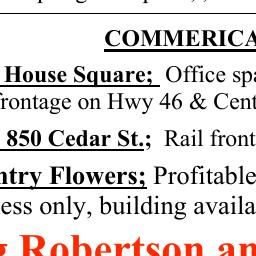 COMMERICA
House Square; Office spa
frontage on Hwy 46 & Cent
850 Cedar St.; Rail front
ntry Flowers; Profitable
ess only, building availa
g Robertson an